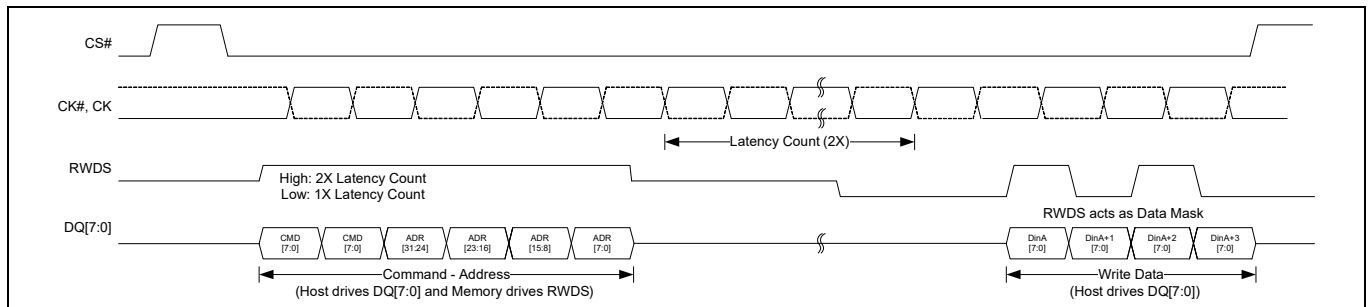 CS#
CK#, CK
Latency Count (2X)
RWDS
High: 2X Latency Count
Low: 1X Latency Count
RWDS acts as Data Mask
DQ[7:0]
CMD
[7:0]
CMD
[7:0]
ADR
[31:24]
ADR
[23:16]
ADR
[15:8]
ADR
[7:0]
DinA
[7:0]
DinA+1
[7:0]
DinA+2
[7:0]
DinA+3
[7:0]
Command - Address
(Host drives DQ[7:0] and Memory drives RWDS)
Write Data
(Host drives DQ[7:0])